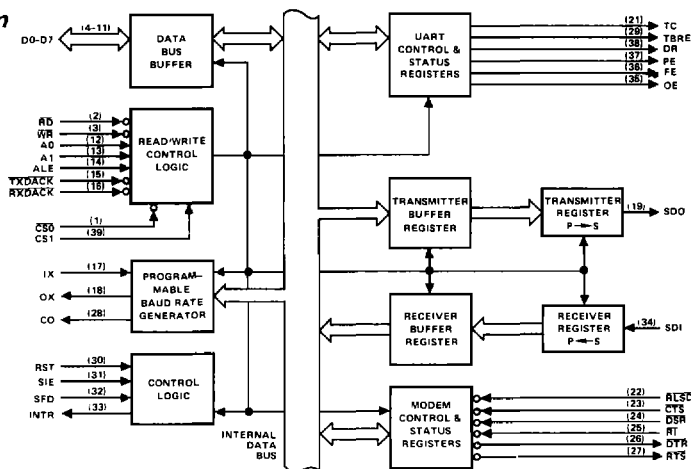 m
D0-D7
(4-11)
DATA
BUS
BUFFER
UART
CONTROL &
STATUS
REGISTERS
(21) TC
(29) TBRE
(38) DR
(37) PE
(36) FE
(35) OE
RD (2)
WR (3)
A0 (12)
A1 (13)
ALE (14)
TXDACK (15)
RXDACK (16)
READ/WRITE
CONTROL
LOGIC
CS0 (1)
CS1 (39)
TRANSMITTER
BUFFER
REGISTER
TRANSMITTER
REGISTER
P → S
(19) SDO
IX (17)
OX (18)
CO (28)
PROGRAM-
MABLE
BAUD RATE
GENERATOR
RECEIVER
BUFFER
REGISTER
RECEIVER
REGISTER
P ← S
(34) SDI
RST (30)
SIE (31)
SFD (32)
INTR (33)
CONTROL
LOGIC
INTERNAL
DATA
BUS
MODEM
CONTROL &
STATUS
REGISTERS
(22) RLSD
(23) CTS
(24) DSR
(25) RI
(26) DTR
(27) RTS